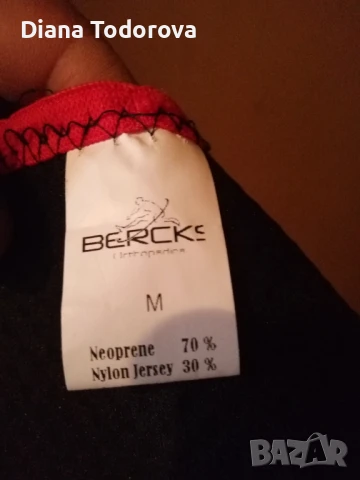 Diana Todorova
BERCKS
Orthopedics
M
Neoprene 70 %
Nylon Jersey 30 %
BAZAR